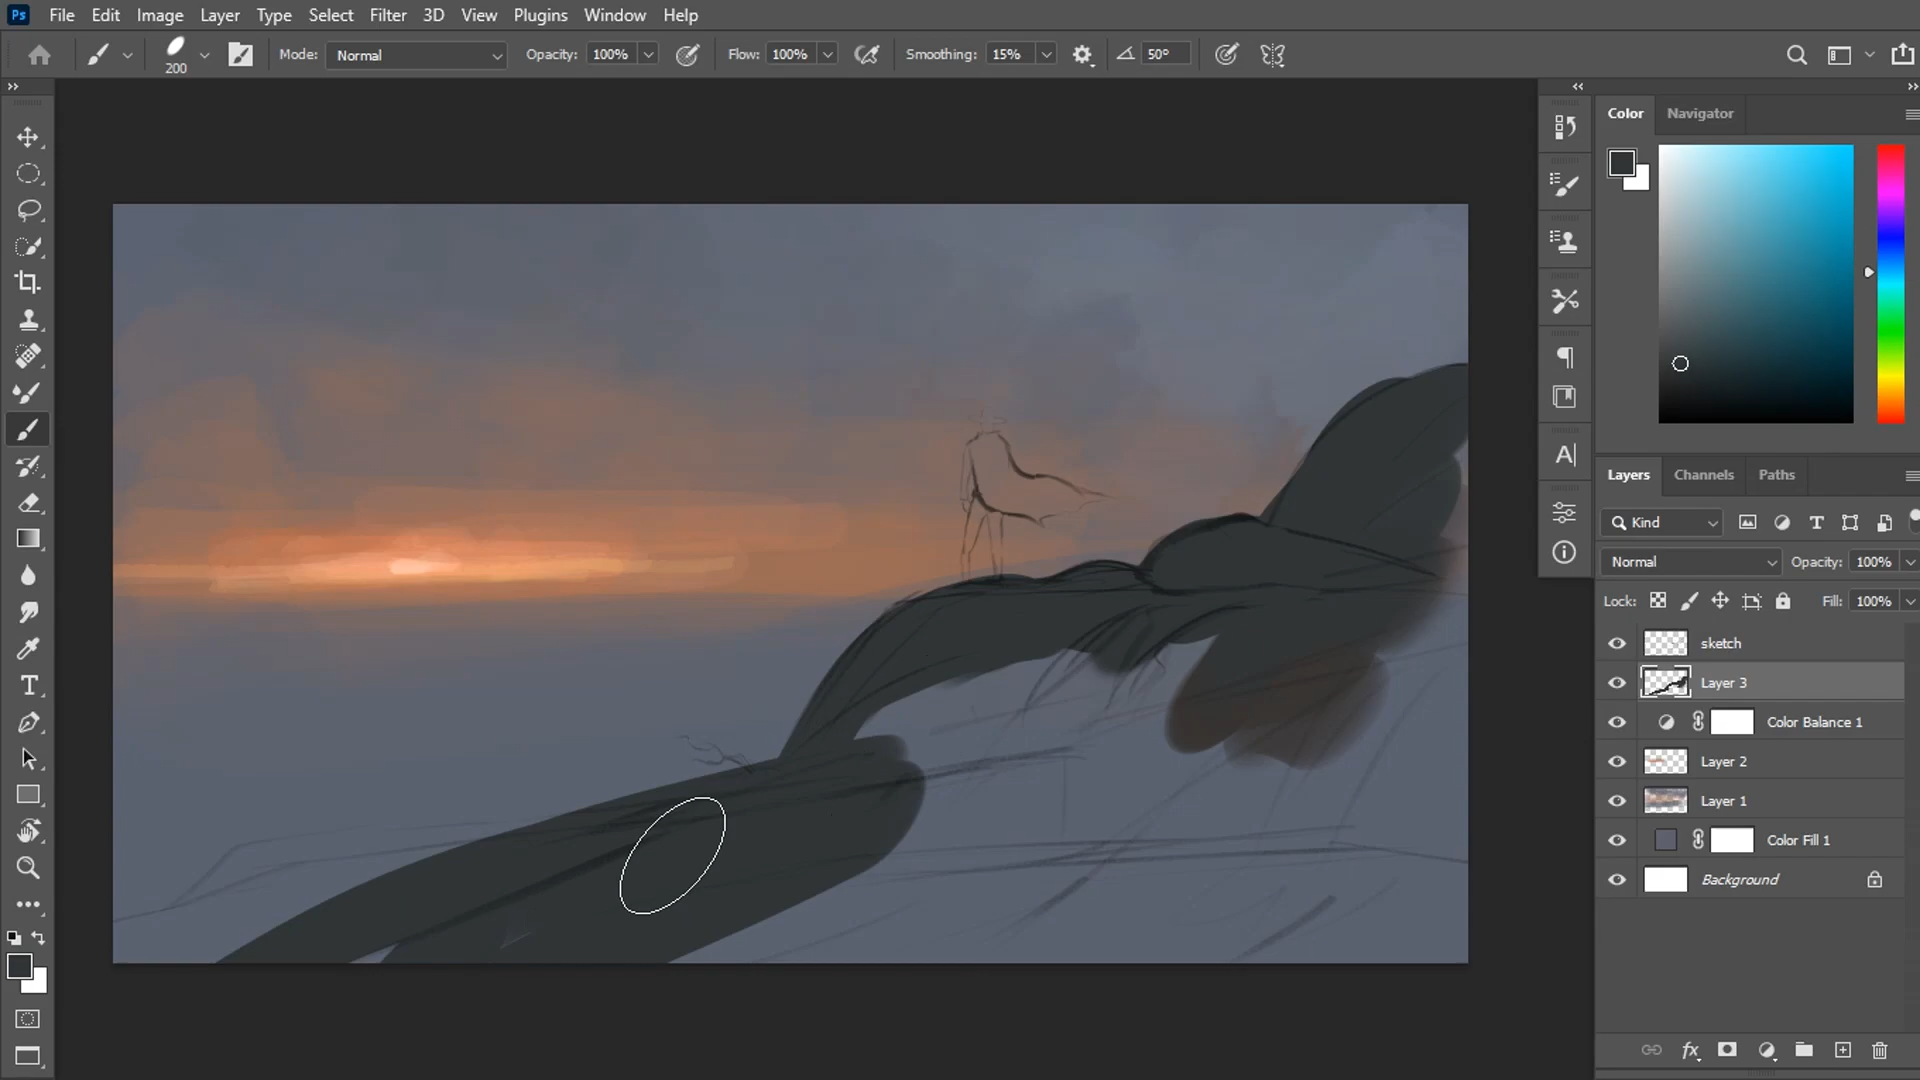 Ps File Edit Image Layer Type Select Filter 3D View Plugins Window Help
200 Mode: Normal Opacity: 100% Flow: 100% Smoothing: 15% 50°
Color Navigator
Layers Channels Paths
Kind
Normal Opacity: 100%
Lock: Fill: 100%
sketch
Layer 3
Color Balance 1
Layer 2
Layer 1
Color Fill 1
Background